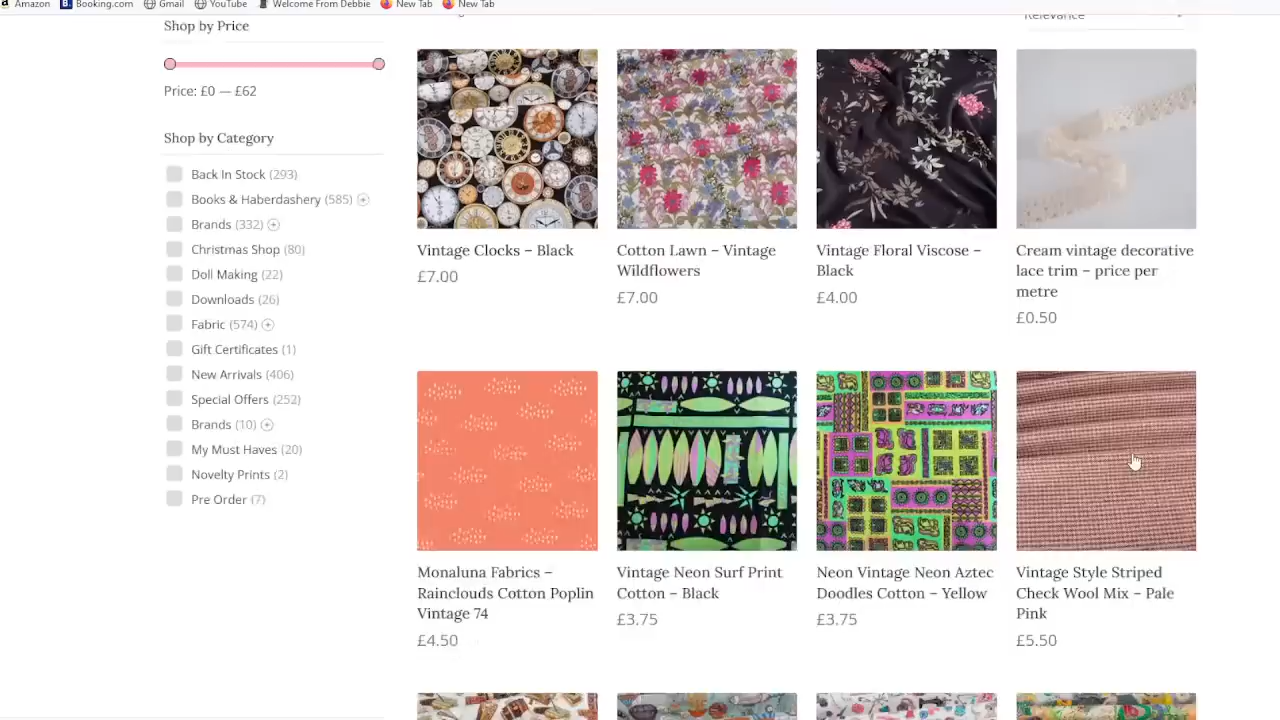 Amazon
Booking.com
Gmail
YouTube
Welcome From Debbie
New Tab
New Tab
Relevance
Shop by Price
Price: £0 — £62
Shop by Category
Back In Stock (293)
Books & Haberdashery (585)
Brands (332)
Christmas Shop (80)
Doll Making (22)
Downloads (26)
Fabric (574)
Gift Certificates (1)
New Arrivals (406)
Special Offers (252)
Brands (10)
My Must Haves (20)
Novelty Prints (2)
Pre Order (7)
Vintage Clocks – Black
£7.00
Cotton Lawn – Vintage
Wildflowers
£7.00
Vintage Floral Viscose –
Black
£4.00
Cream vintage decorative
lace trim – price per
metre
£0.50
Monaluna Fabrics –
Rainclouds Cotton Poplin
Vintage 74
£4.50
Vintage Neon Surf Print
Cotton – Black
£3.75
Neon Vintage Neon Aztec
Doodles Cotton – Yellow
£3.75
Vintage Style Striped
Check Wool Mix – Pale
Pink
£5.50